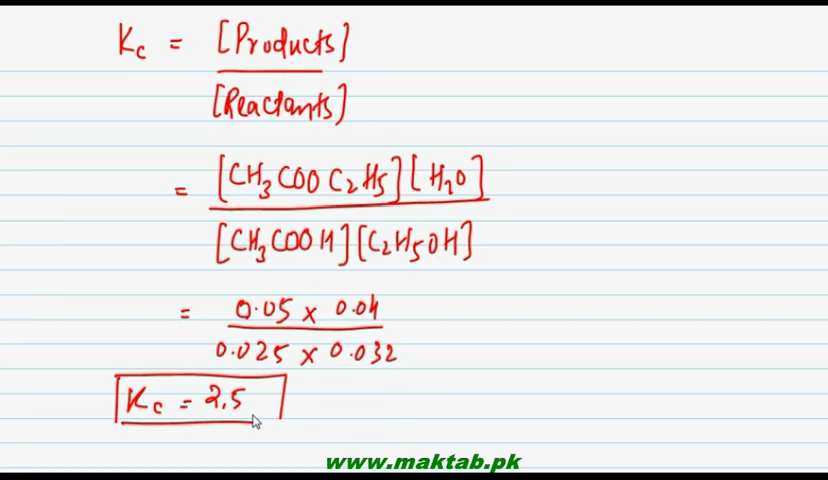 Kc = [Products]
[Reactants]
= [CH3COOC2H5][H2O]
[CH3COOH][C2H5OH]
= 0.05 x 0.04
0.025 x 0.032
Kc = 2.5
www.maktab.pk